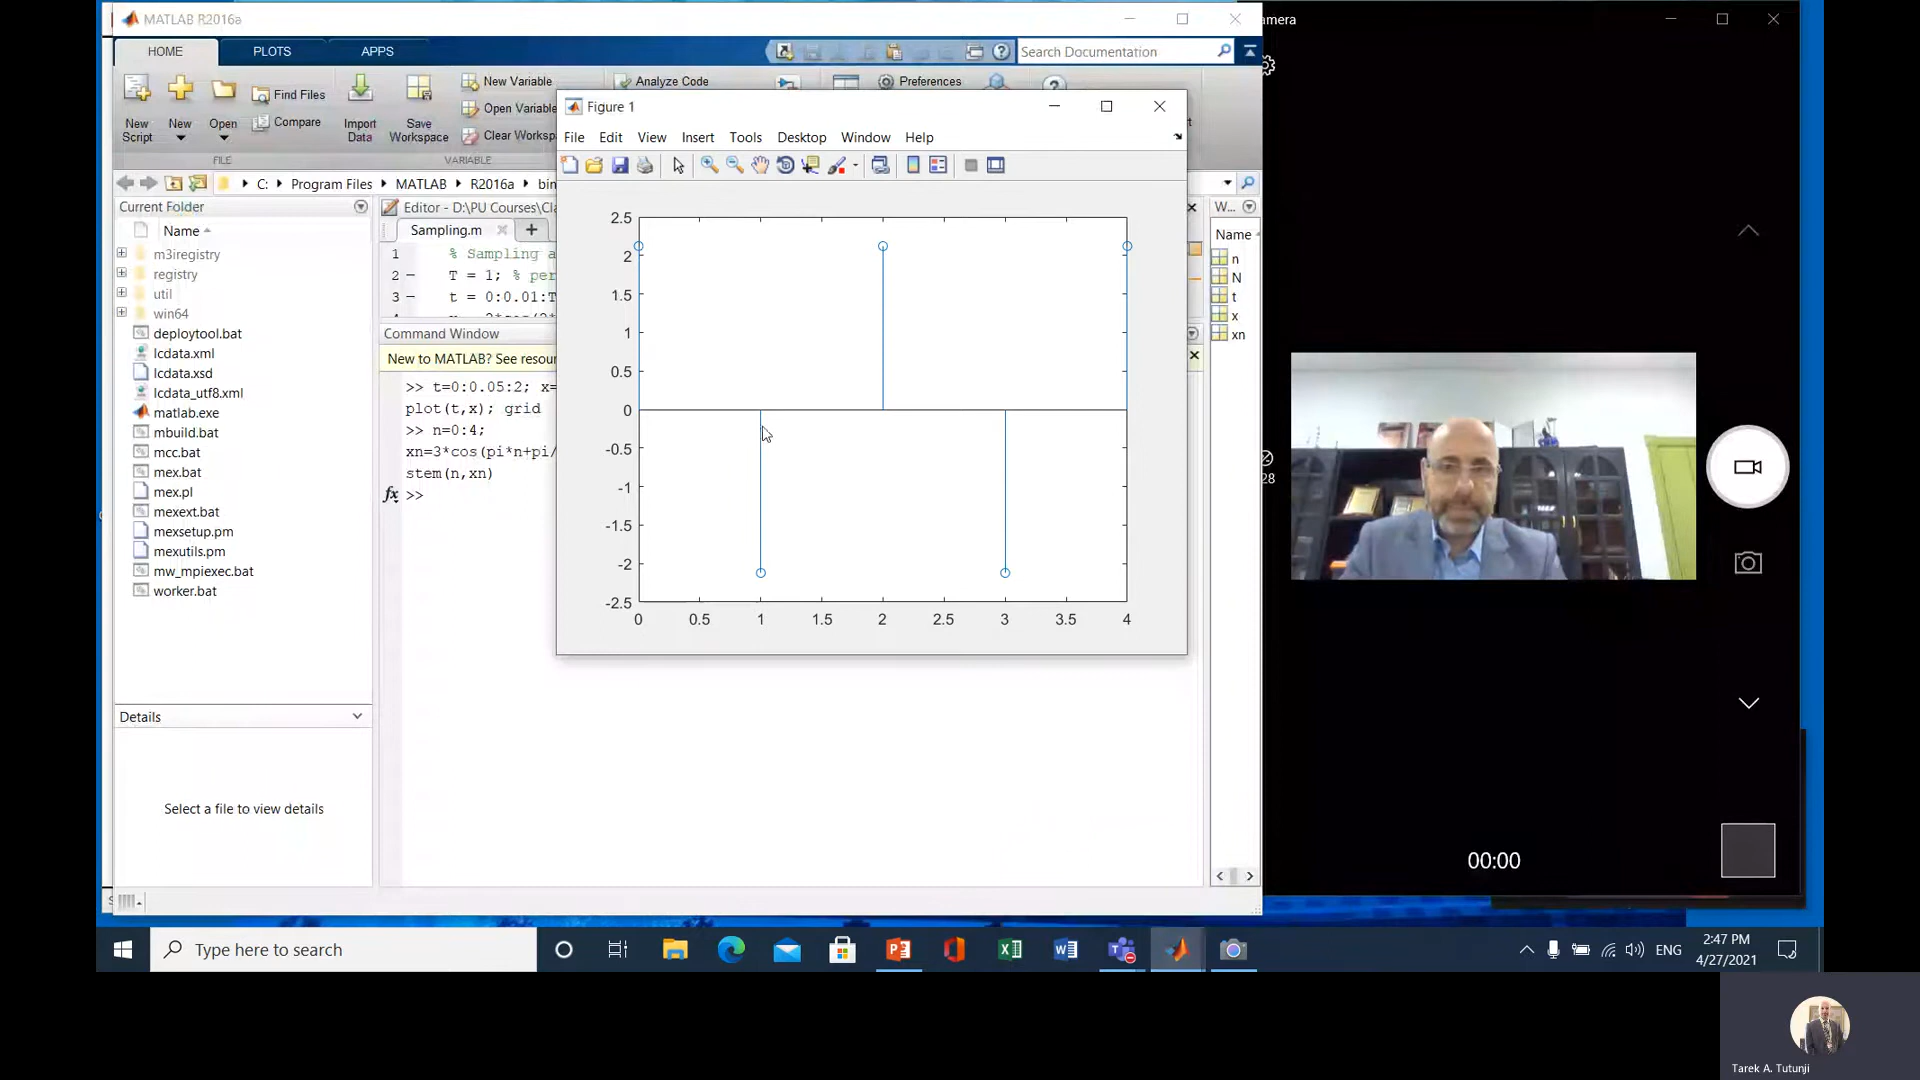 MATLAB R2016a
HOME
PLOTS
APPS
Search Documentation
New
Script
New
Open
Find Files
Compare
Import
Data
Save
Workspace
New Variable
Open Variable
Analyze Code
Preferences
FILE
VARIABLE
C:
Program Files
MATLAB
R2016a
bin
Current Folder
Name
m3iregistry
registry
util
win64
deploytool.bat
lcdata.xml
lcdata.xsd
lcdata_utf8.xml
matlab.exe
mbuild.bat
mcc.bat
mex.bat
mex.pl
mexext.bat
mexsetup.pm
mexutils.pm
mw_mpiexec.bat
worker.bat
Details
Select a file to view details
Editor - D:\PU Courses\Cla
Sampling.m
1 % Sampling a
2 - T = 1; % per
3 - t = 0:0.01:T
Command Window
New to MATLAB? See resou
>> t=0:0.05:2; x=
plot(t,x); grid
>> n=0:4;
xn=3*cos(pi*n+pi/
stem(n,xn)
fx >>
Figure 1
File Edit View Insert Tools Desktop Window Help
2.5
2
1.5
1
0.5
0
-0.5
-1
-1.5
-2
-2.5
0 0.5 1 1.5 2 2.5 3 3.5 4
W...
Name
n
N
t
x
xn
amera
28
00:00
Type here to search
ENG
2:47 PM
4/27/2021
Tarek A. Tutunji